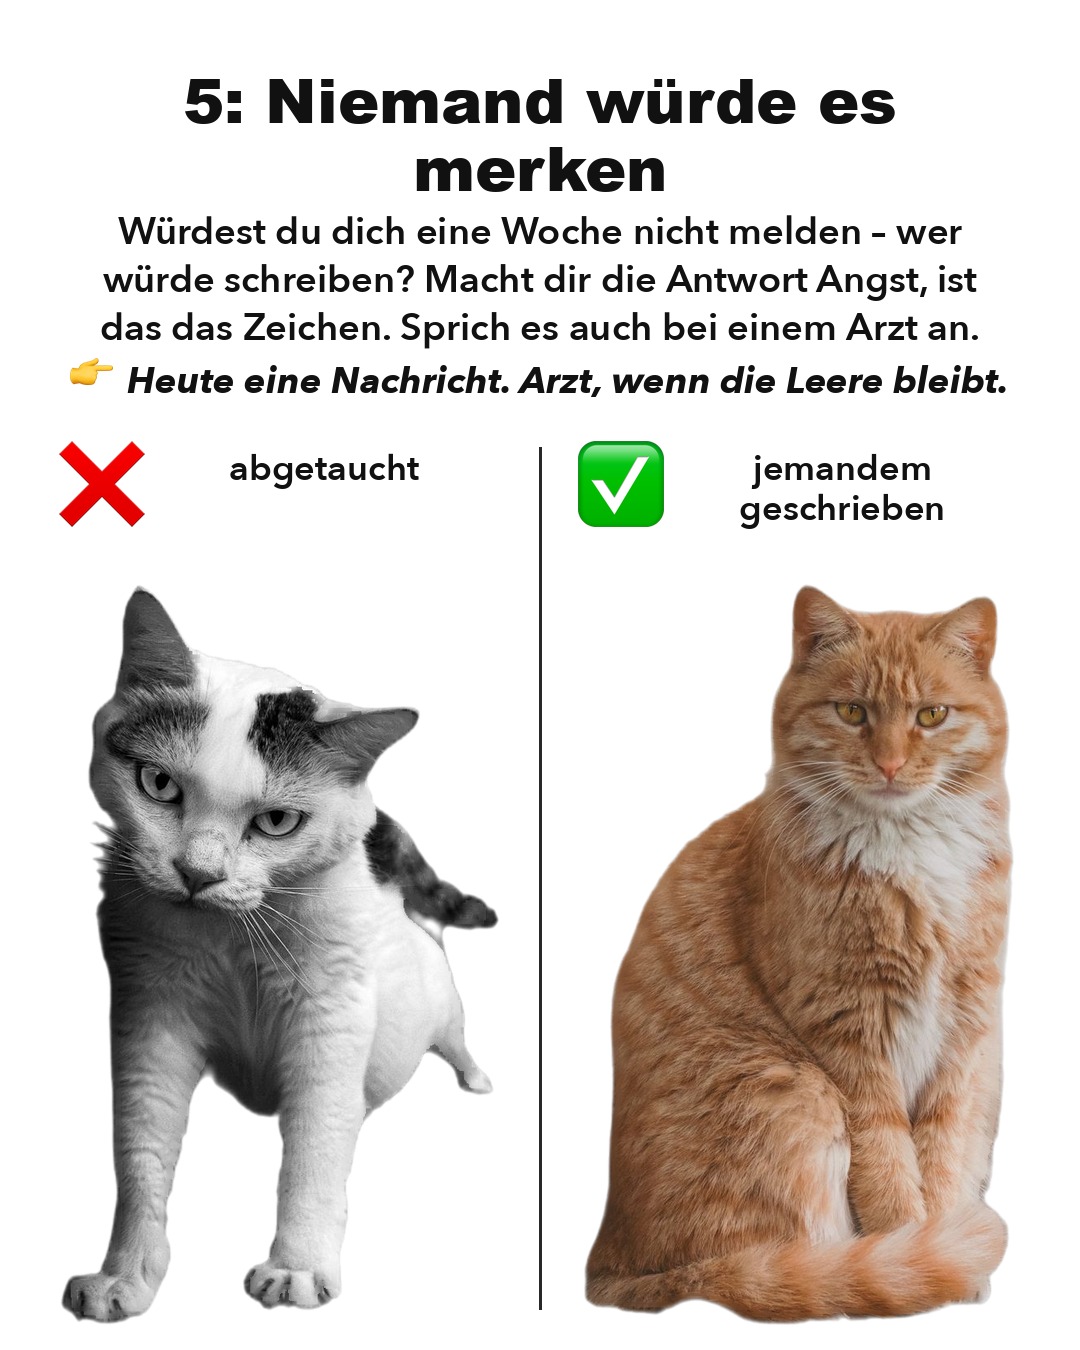 5: Niemand würde es
merken
Würdest du dich eine Woche nicht melden – wer
würde schreiben? Macht dir die Antwort Angst, ist
das das Zeichen. Sprich es auch bei einem Arzt an.
👉 Heute eine Nachricht. Arzt, wenn die Leere bleibt.
❌ abgetaucht
✅ jemandem
geschrieben